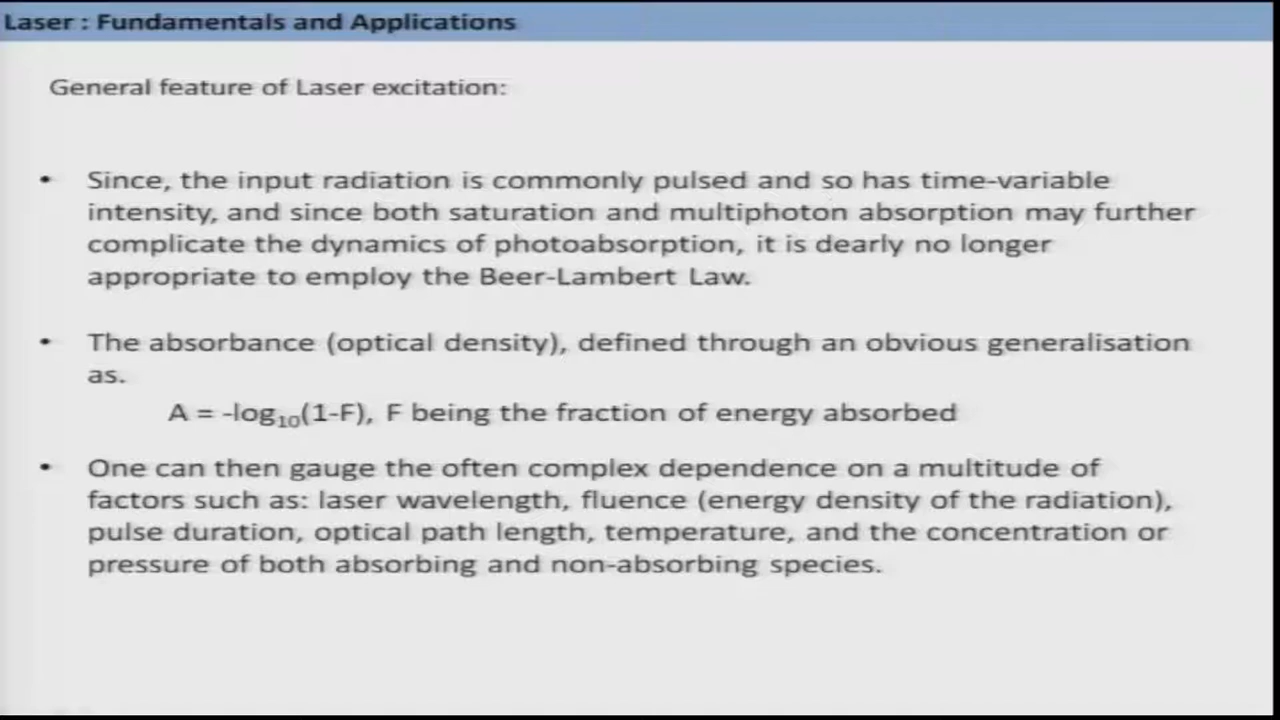 Laser : Fundamentals and Applications
General feature of Laser excitation:
• Since, the input radiation is commonly pulsed and so has time-variable
intensity, and since both saturation and multiphoton absorption may further
complicate the dynamics of photoabsorption, it is dearly no longer
appropriate to employ the Beer-Lambert Law.
• The absorbance (optical density), defined through an obvious generalisation
as.
A = -log₁₀(1-F), F being the fraction of energy absorbed
• One can then gauge the often complex dependence on a multitude of
factors such as: laser wavelength, fluence (energy density of the radiation),
pulse duration, optical path length, temperature, and the concentration or
pressure of both absorbing and non-absorbing species.